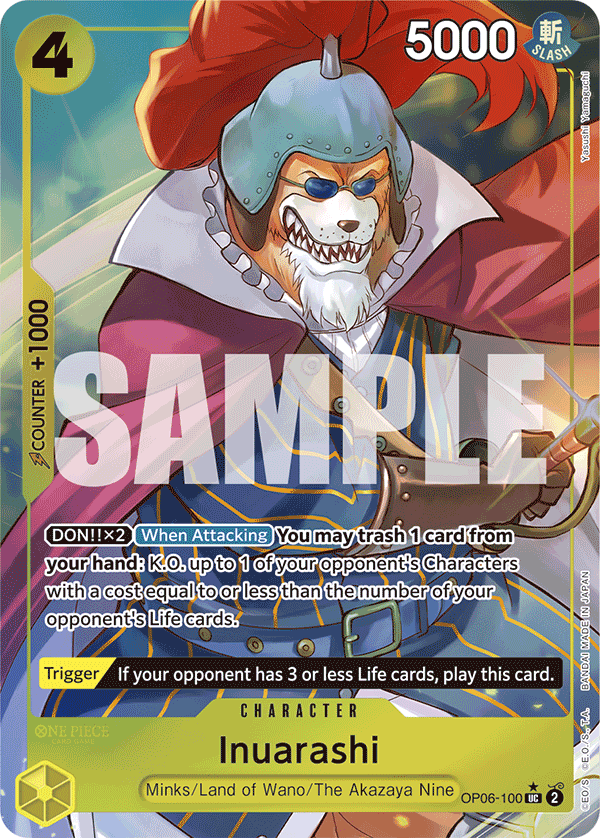 4
5000
斬
SLASH
Yasushi Yamaguchi
COUNTER +1000
SAMPLE
DON!!×2 When Attacking You may trash 1 card from
your hand: K.O. up to 1 of your opponent's Characters
with a cost equal to or less than the number of your
opponent's Life cards.
Trigger If your opponent has 3 or less Life cards, play this card.
CHARACTER
ONE PIECE
CARD GAME
Inuarashi
Minks/Land of Wano/The Akazaya Nine
OP06-100 UC 2
©E.O./S. ©E.O./S., T.A. BANDAI MADE IN JAPAN